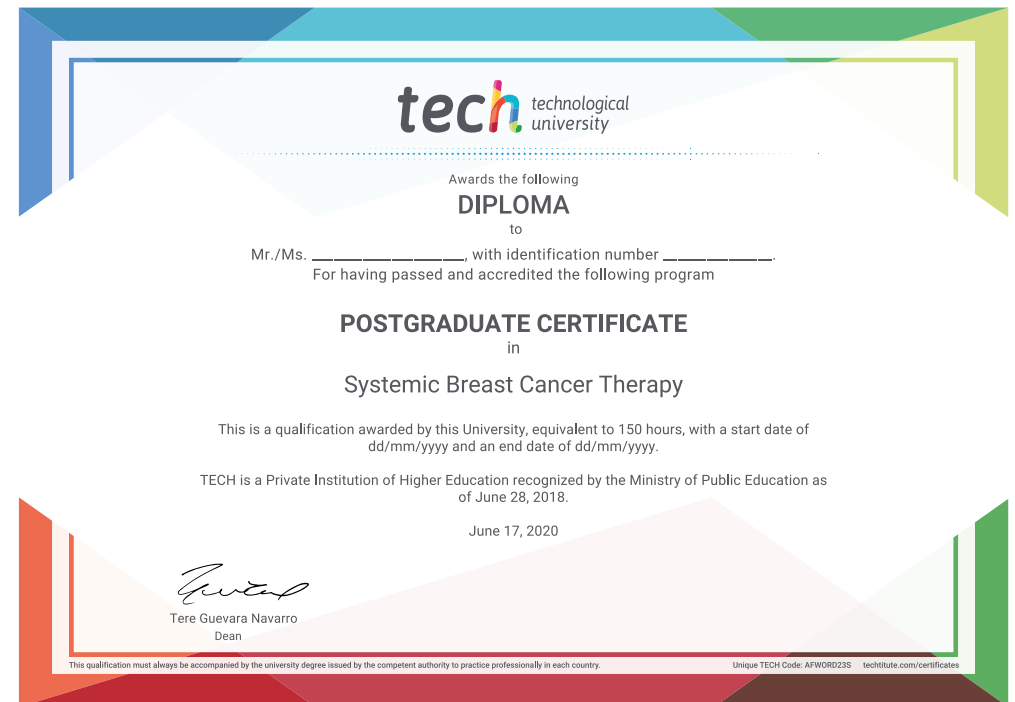 tech technological
university
Awards the following
DIPLOMA
to
Mr./Ms. ____________________, with identification number ______________.
For having passed and accredited the following program
POSTGRADUATE CERTIFICATE
in
Systemic Breast Cancer Therapy
This is a qualification awarded by this University, equivalent to 150 hours, with a start date of
dd/mm/yyyy and an end date of dd/mm/yyyy.
TECH is a Private Institution of Higher Education recognized by the Ministry of Public Education as
of June 28, 2018.
June 17, 2020
Tere Guevara Navarro
Dean
This qualification must always be accompanied by the university degree issued by the competent authority to practice professionally in each country.
Unique TECH Code: AFWORD23S techtitute.com/certificates